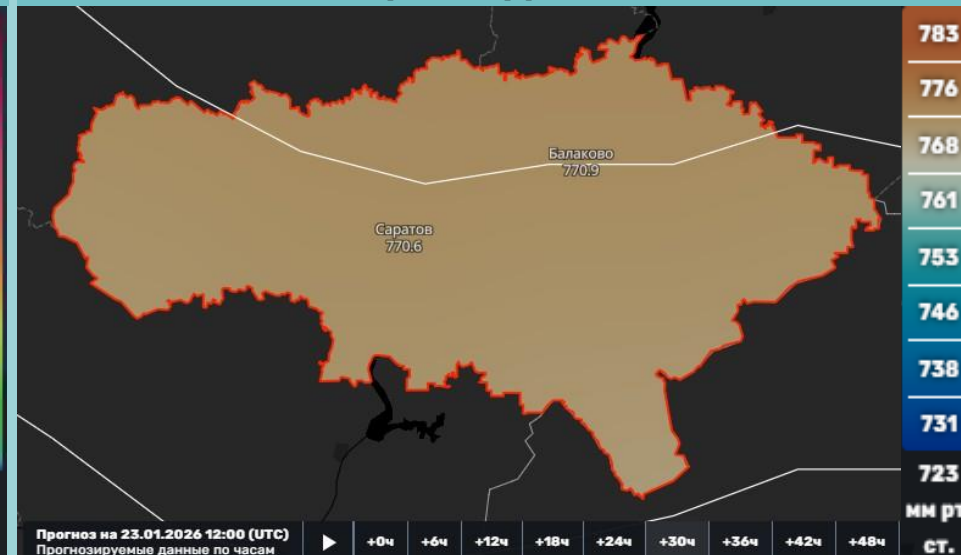 783
776
768
761
753
746
738
731
723
мм рт
ст.
Балаково
770.9
Саратов
770.6
Прогноз на 23.01.2026 12:00 (UTC)
Прогнозируемые данные по часам
+0ч +6ч +12ч +18ч +24ч +30ч +36ч +42ч +48ч